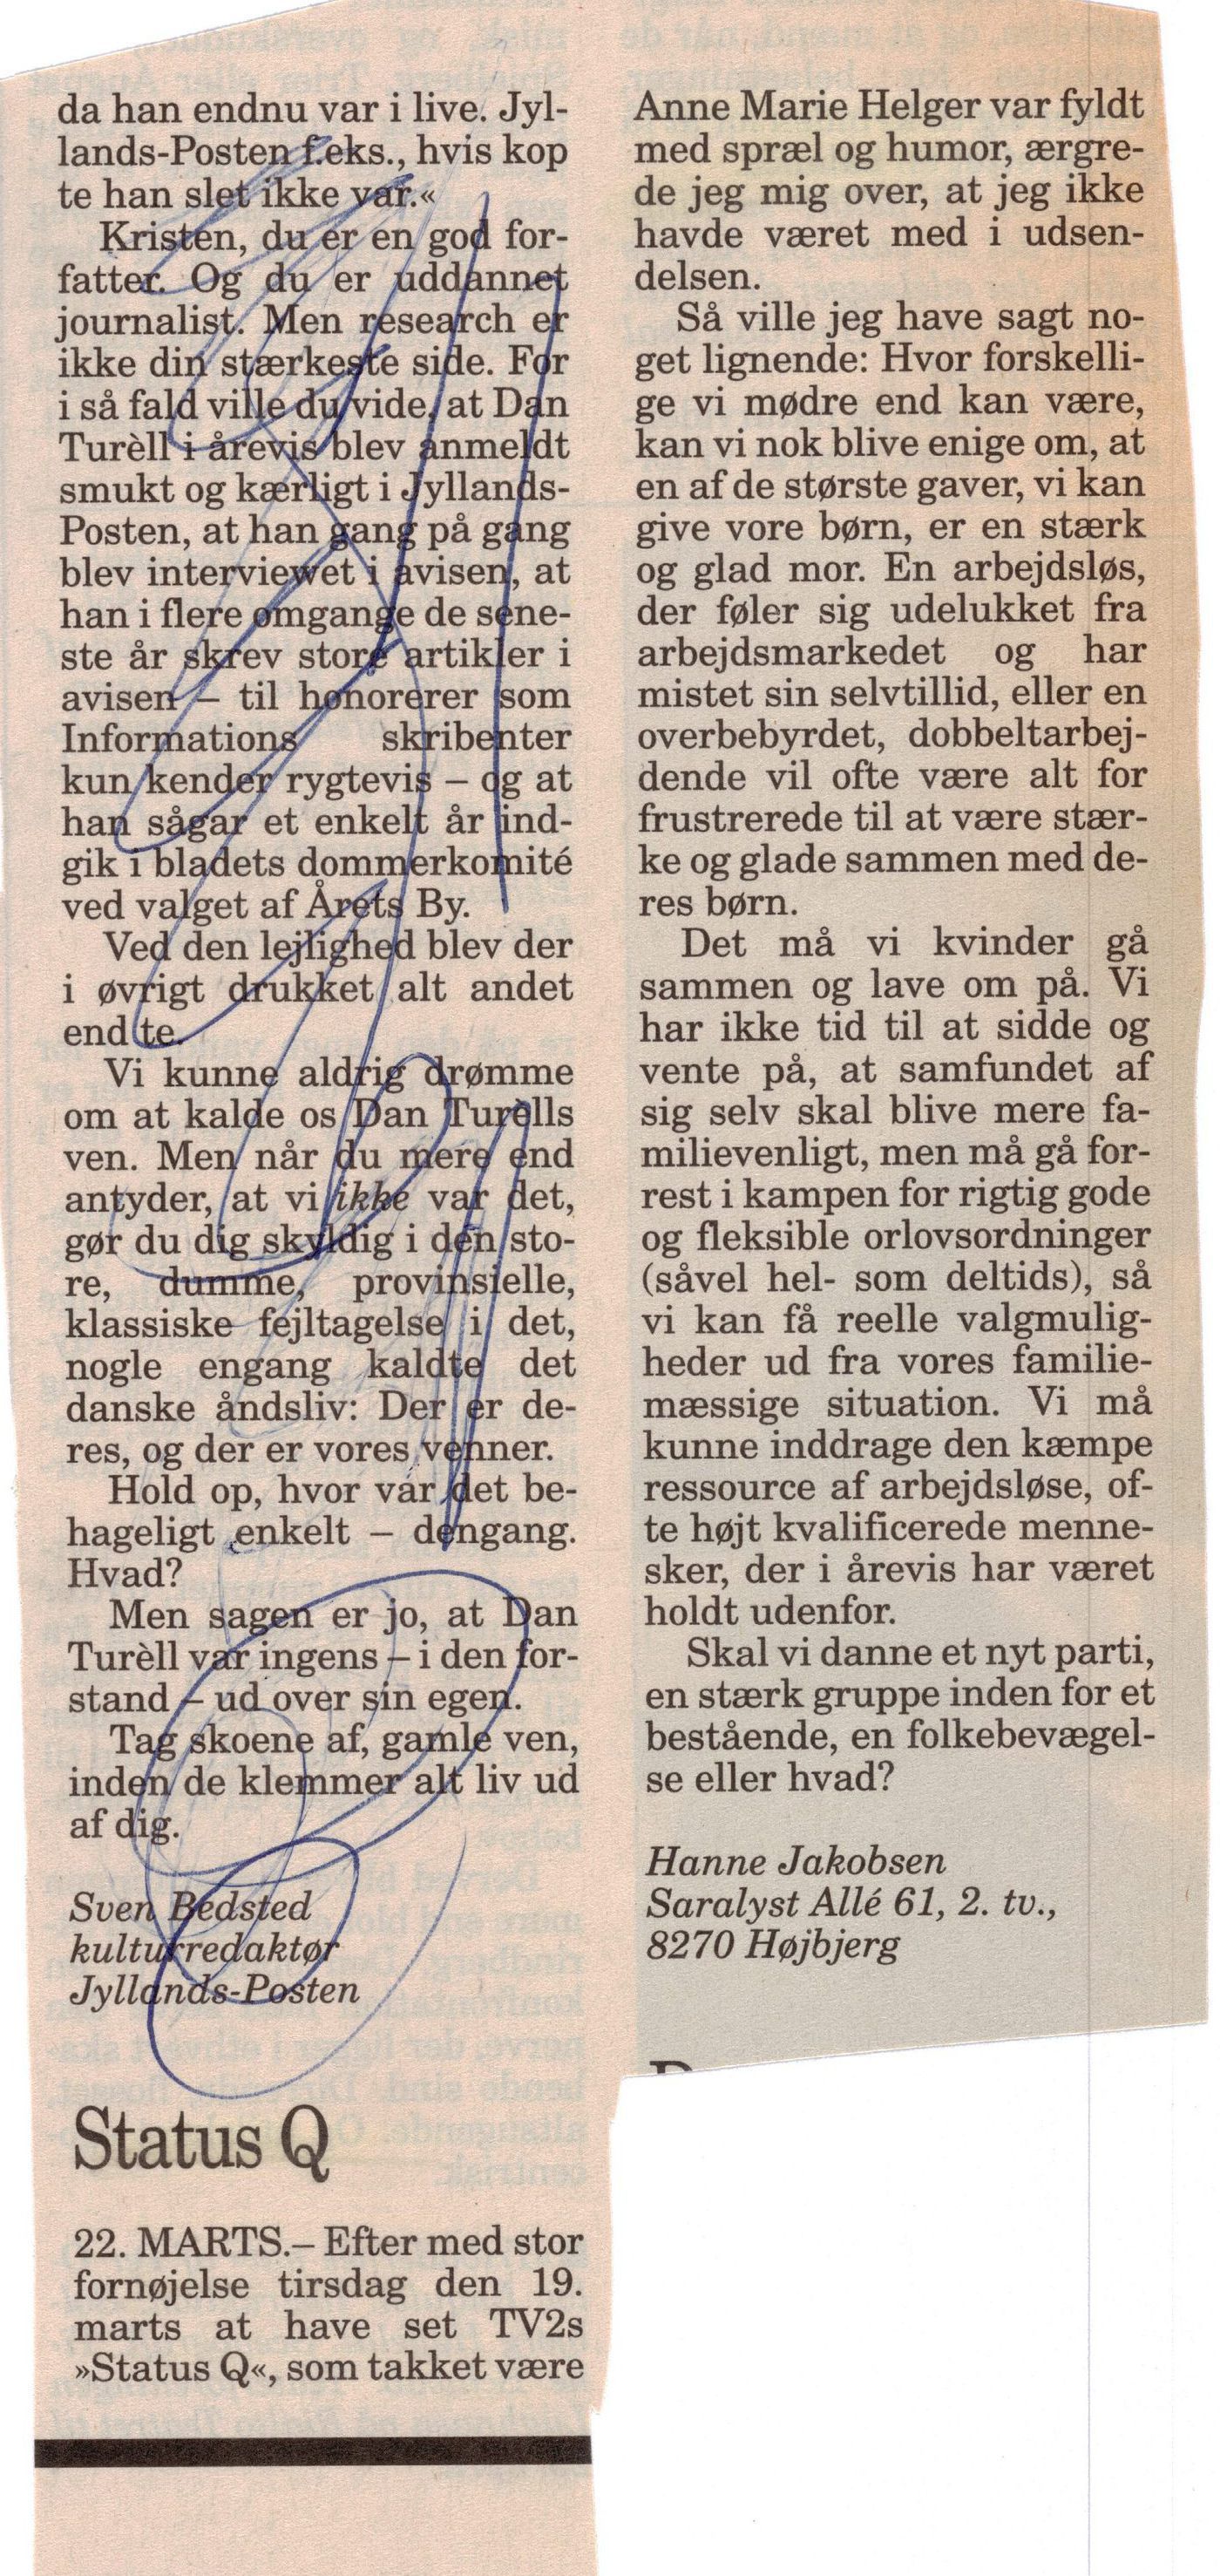 da han endnu var i live. Jyl-
lands-Posten f.eks., hvis kop
te han slet ikke var.«
Kristen, du er en god for-
fatter. Og du er uddannet
journalist. Men research er
ikke din stærkeste side. For
i så fald ville du vide, at Dan
Turèll i årevis blev anmeldt
smukt og kærligt i Jyllands-
Posten, at han gang på gang
blev interviewet i avisen, at
han i flere omgange de sene-
ste år skrev store artikler i
avisen – til honorerer som
Informations skribenter
kun kender rygtevis – og at
han sågar et enkelt år ind-
gik i bladets dommerkomité
ved valget af Årets By.
Ved den lejlighed blev der
i øvrigt drukket alt andet
end te.
Vi kunne aldrig drømme
om at kalde os Dan Turèlls
ven. Men når du mere end
antyder, at vi ikke var det,
gør du dig skyldig i den sto-
re, dumme, provinsielle,
klassiske fejltagelse i det,
nogle engang kaldte det
danske åndsliv: Der er de-
res, og der er vores venner.
Hold op, hvor var det be-
hageligt enkelt – dengang.
Hvad?
Men sagen er jo, at Dan
Turèll var ingens – i den for-
stand – ud over sin egen.
Tag skoene af, gamle ven,
inden de klemmer alt liv ud
af dig.
Sven Bedsted
kulturredaktør
Jyllands-Posten
Status Q
22. MARTS.– Efter med stor
fornøjelse tirsdag den 19.
marts at have set TV2s
»Status Q«, som takket være
Anne Marie Helger var fyldt
med spræl og humor, ærgre-
de jeg mig over, at jeg ikke
havde været med i udsen-
delsen.
Så ville jeg have sagt no-
get lignende: Hvor forskelli-
ge vi mødre end kan være,
kan vi nok blive enige om, at
en af de største gaver, vi kan
give vore børn, er en stærk
og glad mor. En arbejdsløs,
der føler sig udelukket fra
arbejdsmarkedet og har
mistet sin selvtillid, eller en
overbebyrdet, dobbeltarbej-
dende vil ofte være alt for
frustrerede til at være stær-
ke og glade sammen med de-
res børn.
Det må vi kvinder gå
sammen og lave om på. Vi
har ikke tid til at sidde og
vente på, at samfundet af
sig selv skal blive mere fa-
milievenligt, men må gå for-
rest i kampen for rigtig gode
og fleksible orlovsordninger
(såvel hel- som deltids), så
vi kan få reelle valgmulig-
heder ud fra vores familie-
mæssige situation. Vi må
kunne inddrage den kæmpe
ressource af arbejdsløse, of-
te højt kvalificerede menne-
sker, der i årevis har været
holdt udenfor.
Skal vi danne et nyt parti,
en stærk gruppe inden for et
bestående, en folkebevægel-
se eller hvad?
Hanne Jakobsen
Saralyst Allé 61, 2. tv.,
8270 Højbjerg